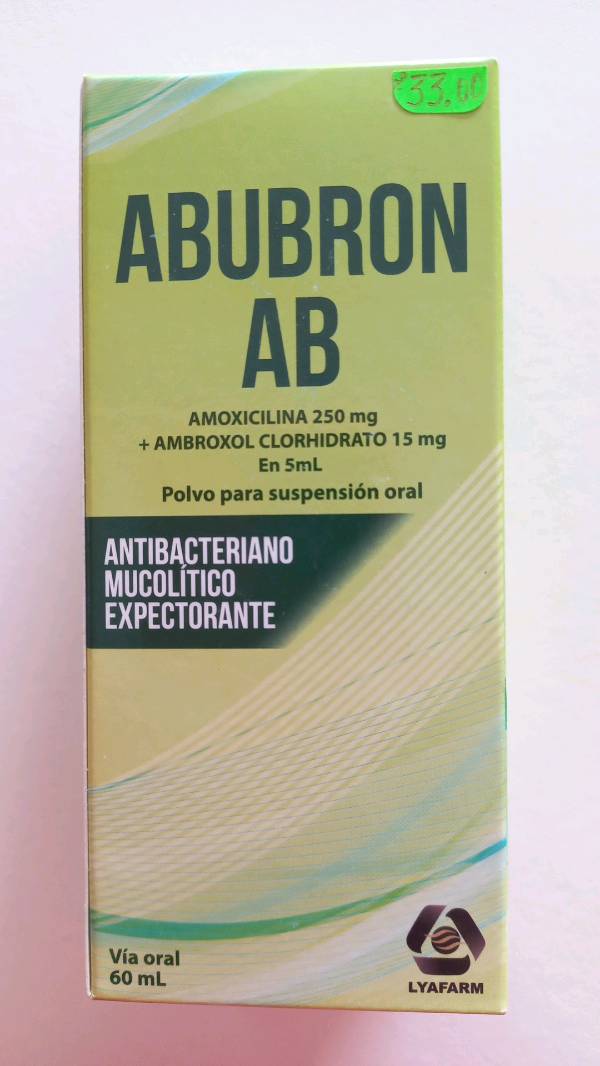 $33.00
ABUBRON
AB
AMOXICILINA 250 mg
+ AMBROXOL CLORHIDRATO 15 mg
En 5mL
Polvo para suspensión oral
ANTIBACTERIANO
MUCOLÍTICO
EXPECTORANTE
Vía oral
60 mL
LYAFARM